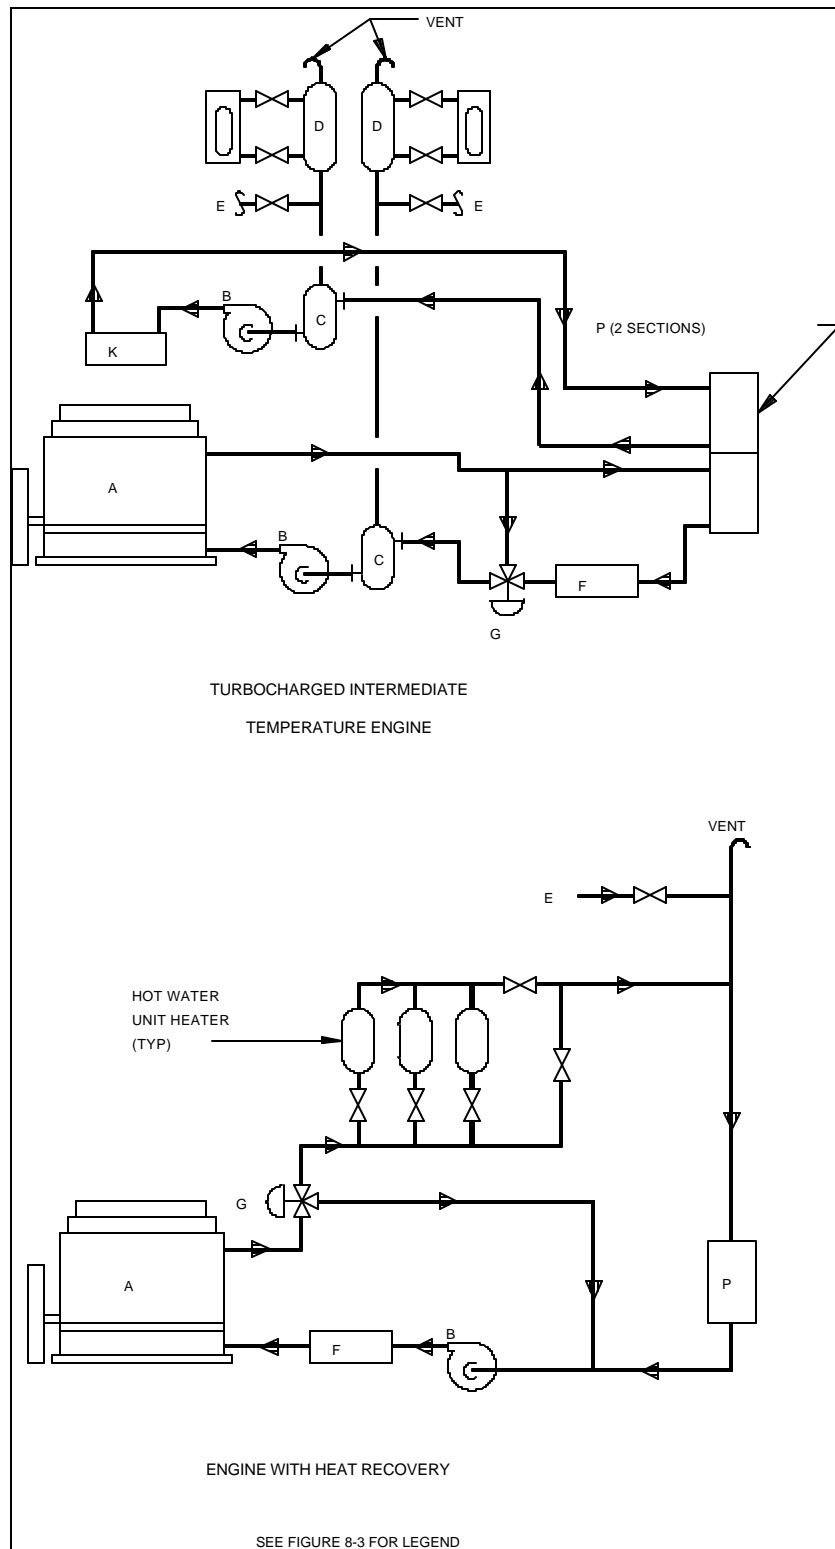 VENT
D
D
E
E
B
C
P (2 SECTIONS)
K
A
B
C
F
G
TURBOCHARGED INTERMEDIATE
TEMPERATURE ENGINE
VENT
E
HOT WATER
UNIT HEATER
(TYP)
G
A
P
B
F
ENGINE WITH HEAT RECOVERY
SEE FIGURE 8-3 FOR LEGEND